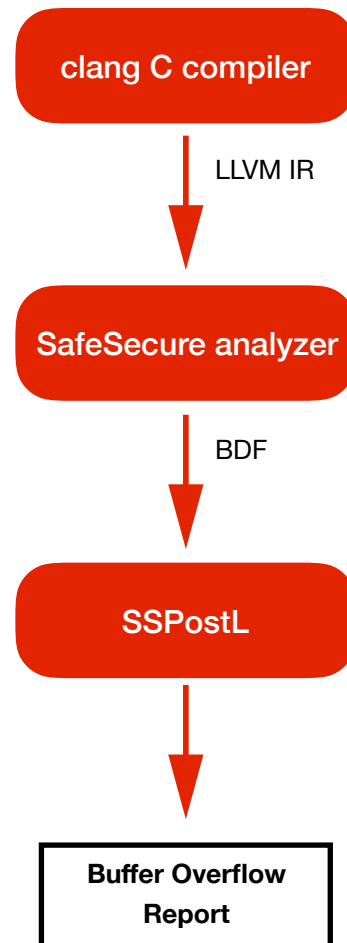 clang C compiler
LLVM IR
SafeSecure analyzer
BDF
SSPostL
Buffer Overflow
Report